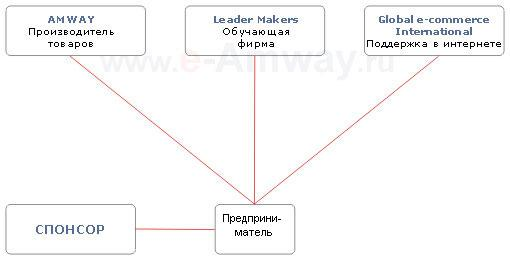 AMWAY
Производитель
товаров
Leader Makers
Обучающая
фирма
Global e-commerce
International
Поддержка в интернете
www.e-Amway.ru
СПОНСОР
Предприни-
матель